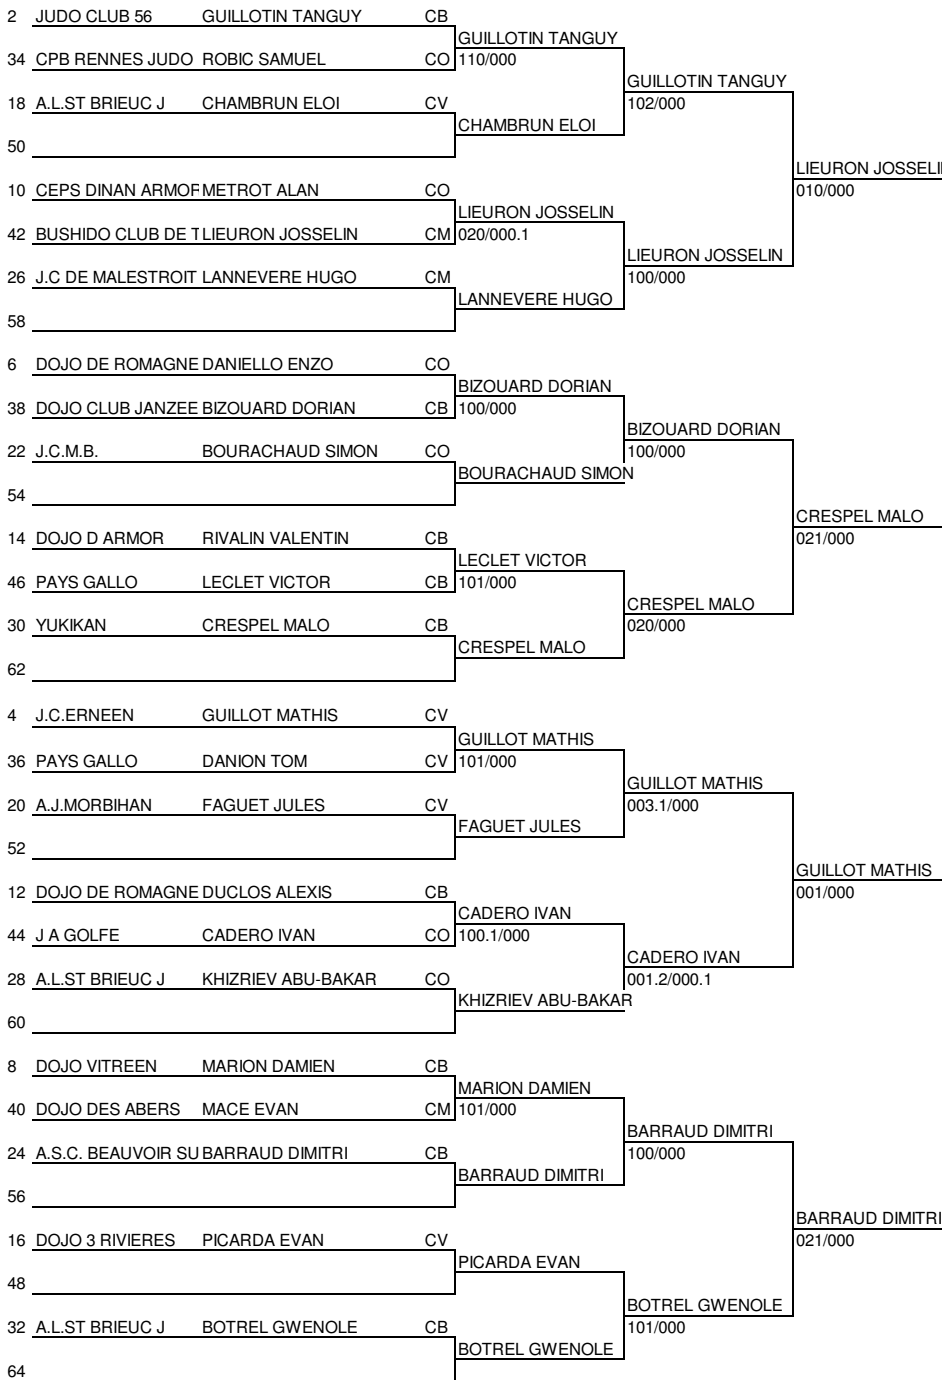 2 JUDO CLUB 56 GUILLOTIN TANGUY CB
GUILLOTIN TANGUY
34 CPB RENNES JUDO ROBIC SAMUEL CO 110/000
GUILLOTIN TANGUY
18 A.L.ST BRIEUC J CHAMBRUN ELOI CV 102/000
CHAMBRUN ELOI
50
LIEURON JOSSELI
10 CEPS DINAN ARMOR METROT ALAN CO 010/000
LIEURON JOSSELIN
42 BUSHIDO CLUB DE T LIEURON JOSSELIN CM 020/000.1
LIEURON JOSSELIN
26 J.C DE MALESTROIT LANNEVERE HUGO CM 100/000
LANNEVERE HUGO
58
6 DOJO DE ROMAGNE DANIELLO ENZO CO
BIZOUARD DORIAN
38 DOJO CLUB JANZEE BIZOUARD DORIAN CB 100/000
BIZOUARD DORIAN
22 J.C.M.B. BOURACHAUD SIMON CO 100/000
BOURACHAUD SIMON
54
CRESPEL MALO
14 DOJO D ARMOR RIVALIN VALENTIN CB 021/000
LECLET VICTOR
46 PAYS GALLO LECLET VICTOR CB 101/000
CRESPEL MALO
30 YUKIKAN CRESPEL MALO CB 020/000
CRESPEL MALO
62
4 J.C.ERNEEN GUILLOT MATHIS CV
GUILLOT MATHIS
36 PAYS GALLO DANION TOM CV 101/000
GUILLOT MATHIS
20 A.J.MORBIHAN FAGUET JULES CV 003.1/000
FAGUET JULES
52
GUILLOT MATHIS
12 DOJO DE ROMAGNE DUCLOS ALEXIS CB 001/000
CADERO IVAN
44 J A GOLFE CADERO IVAN CO 100.1/000
CADERO IVAN
28 A.L.ST BRIEUC J KHIZRIEV ABU-BAKAR CO 001.2/000.1
KHIZRIEV ABU-BAKAR
60
8 DOJO VITREEN MARION DAMIEN CB
MARION DAMIEN
40 DOJO DES ABERS MACE EVAN CM 101/000
BARRAUD DIMITRI
24 A.S.C. BEAUVOIR SU BARRAUD DIMITRI CB 100/000
BARRAUD DIMITRI
56
BARRAUD DIMITRI
16 DOJO 3 RIVIERES PICARDA EVAN CV 021/000
PICARDA EVAN
48
BOTREL GWENOLE
32 A.L.ST BRIEUC J BOTREL GWENOLE CB 101/000
BOTREL GWENOLE
64